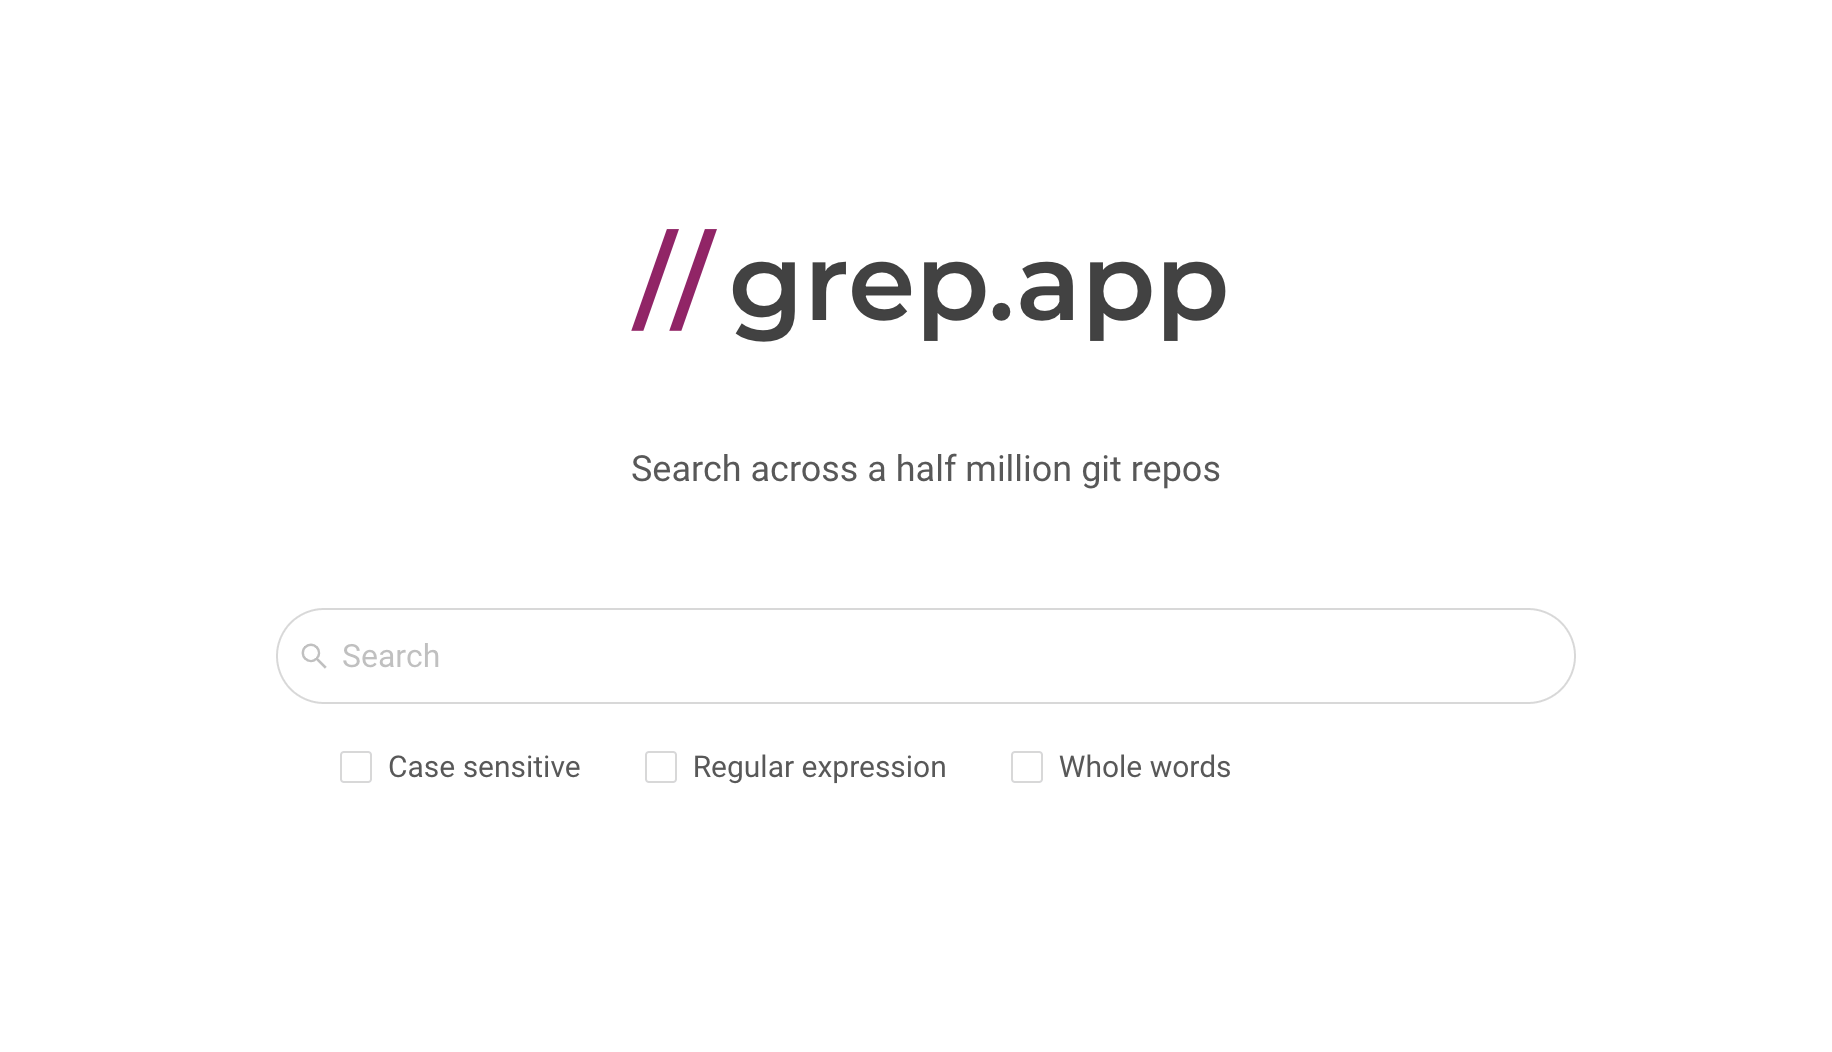 //grep.app
Search across a half million git repos
Search
Case sensitive Regular expression Whole words